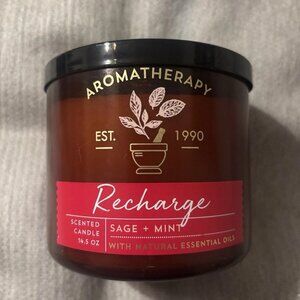 AROMATHERAPY
EST. 1990
Recharge
SCENTED
CANDLE
14.5 OZ
SAGE + MINT
WITH NATURAL ESSENTIAL OILS